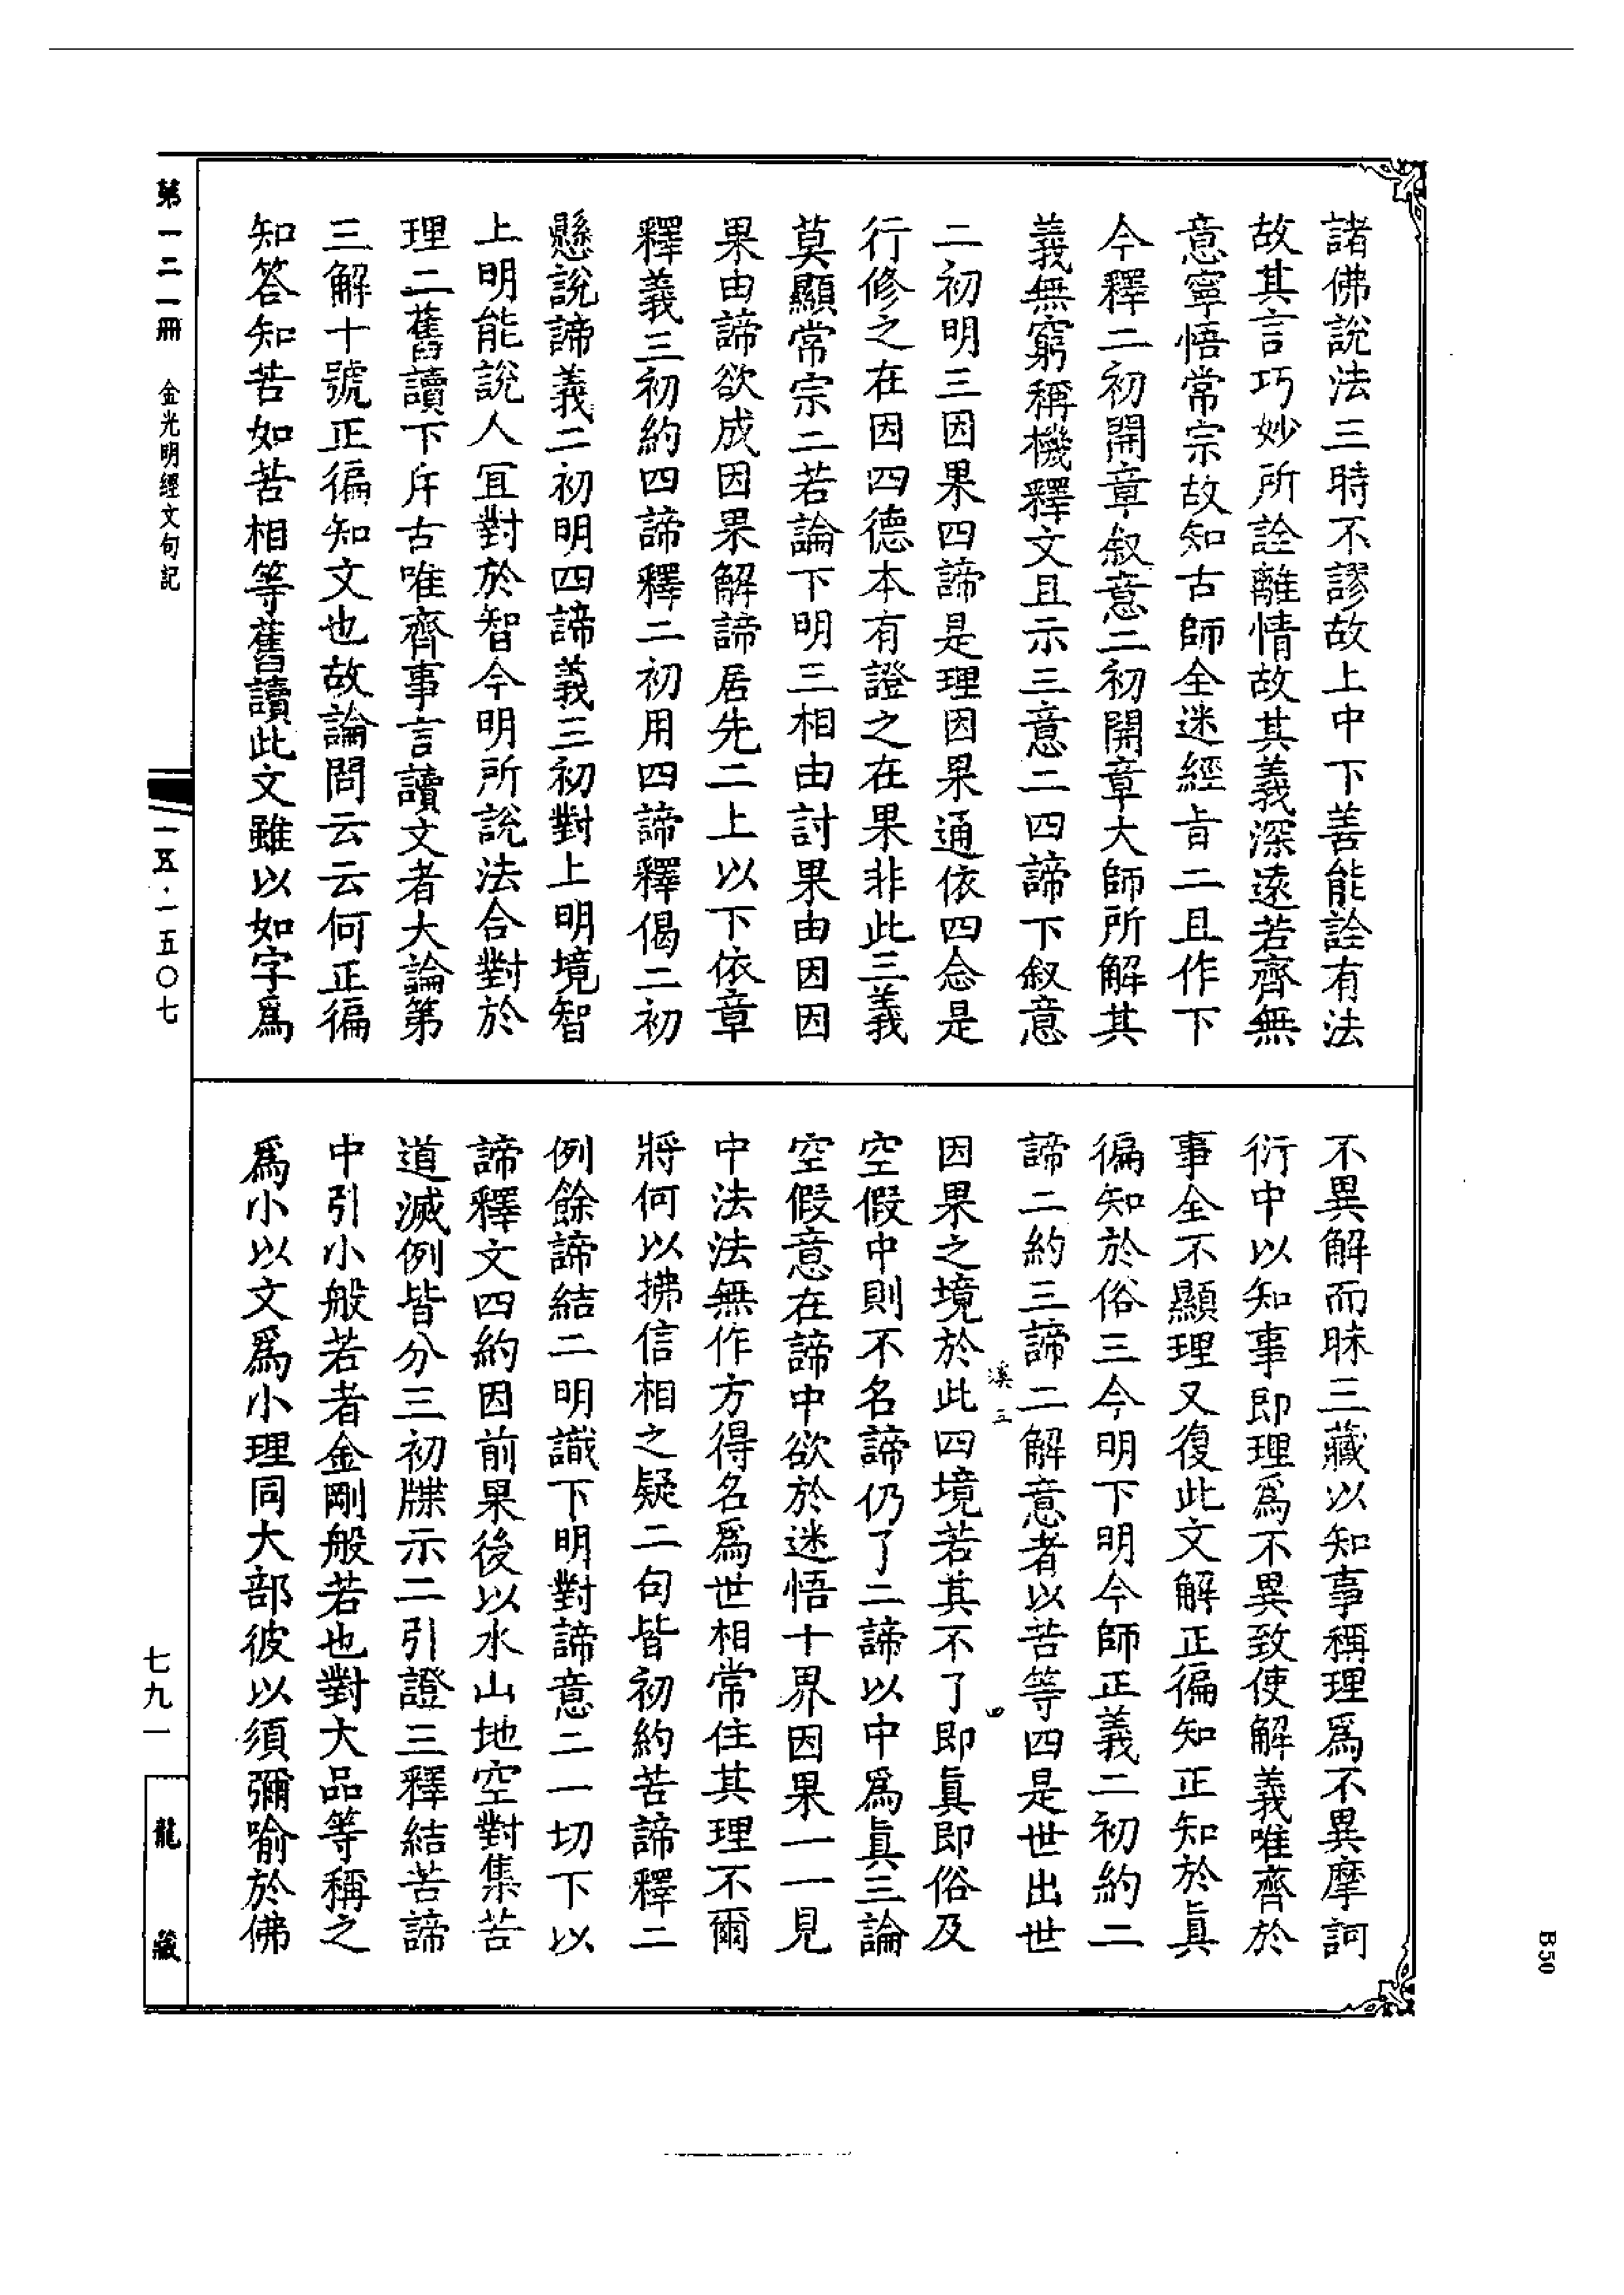 諸佛說法三時不謬故上中下善能詮有法
故其言巧妙所詮離情故其義深遠若齊無
意寧悟常宗故知古師全迷經旨二且作下
今釋二初開章叙意二初開章大師所解其
義無窮稱機釋文且示三意二四諦下叙意
二初明三因果四諦是理因果通依四念是
行修之在因四德本有證之在果非此三義
莫顯常宗二若論下明三相由討果由因因
果由諦欲成因果解諦居先二上以下依章
釋義三初約四諦釋二初用四諦釋偈二初
懸說諦義二初明四諦義三初對上明境智
上明能說人宜對於智今明所說法合對於
理二舊讀下斥古唯齊事言讀文者大論第
三解十號正徧知文也故論問云云何正徧
知答知苦如苦相等舊讀此文雖以如字爲
不異解而昧三藏以知事稱理爲不異摩訶
衍中以知事即理爲不異致使解義唯齊於
事全不顯理又復此文解正徧知正知於眞
徧知於俗三今明下明今師正義二初約二
諦二約三諦二解意者以苦等四是世出世
溪三
四
因果之境於此四境若其不了即眞即俗及
空假中則不名諦仍了二諦以中爲眞三論
空假意在諦中欲於迷悟十界因果一一見
中法法無作方得名爲世相常住其理不爾
將何以拂信相之疑二句皆初約苦諦釋二
例餘諦結二明識下明對諦意二一切下以
諦釋文四約因前果後以水山地空對集苦
道滅例皆分三初牒示二引證三釋結苦諦
中引小般若者金剛般若也對大品等稱之
爲小以文爲小理同大部彼以須彌喻於佛
第一二一冊
金光明經文句記
一五·一五〇七
七九一
龍藏
B50